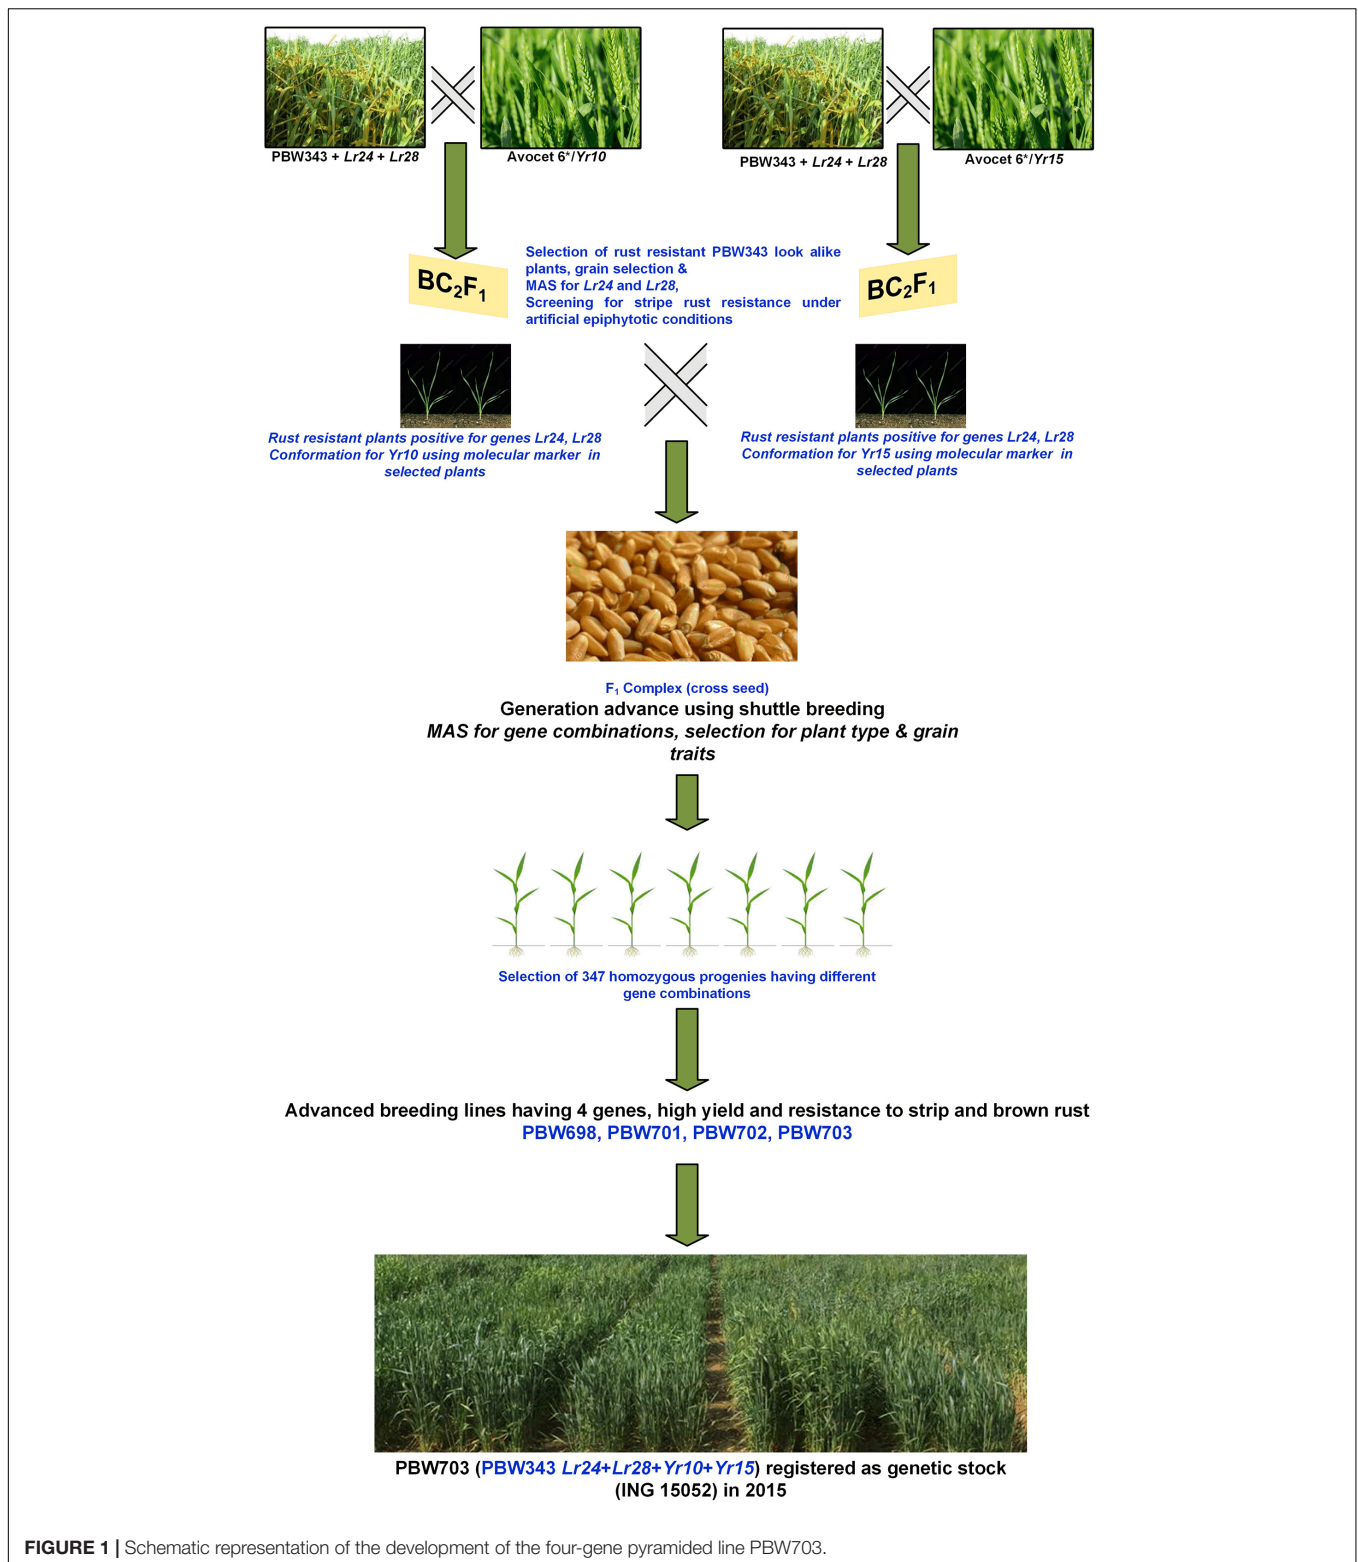 PBW343 + Lr24 + Lr28
Avocet 6*/Yr10
PBW343 + Lr24 + Lr28
Avocet 6*/Yr15
BC₂F₁
Selection of rust resistant PBW343 look alike
plants, grain selection &
MAS for Lr24 and Lr28,
Screening for stripe rust resistance under
artificial epiphytotic conditions
BC₂F₁
Rust resistant plants positive for genes Lr24, Lr28
Conformation for Yr10 using molecular marker in
selected plants
Rust resistant plants positive for genes Lr24, Lr28
Conformation for Yr15 using molecular marker in
selected plants
F₁ Complex (cross seed)
Generation advance using shuttle breeding
MAS for gene combinations, selection for plant type & grain
traits
Selection of 347 homozygous progenies having different
gene combinations
Advanced breeding lines having 4 genes, high yield and resistance to strip and brown rust
PBW698, PBW701, PBW702, PBW703
PBW703 (PBW343 Lr24+Lr28+Yr10+Yr15) registered as genetic stock
(ING 15052) in 2015
FIGURE 1 | Schematic representation of the development of the four-gene pyramided line PBW703.